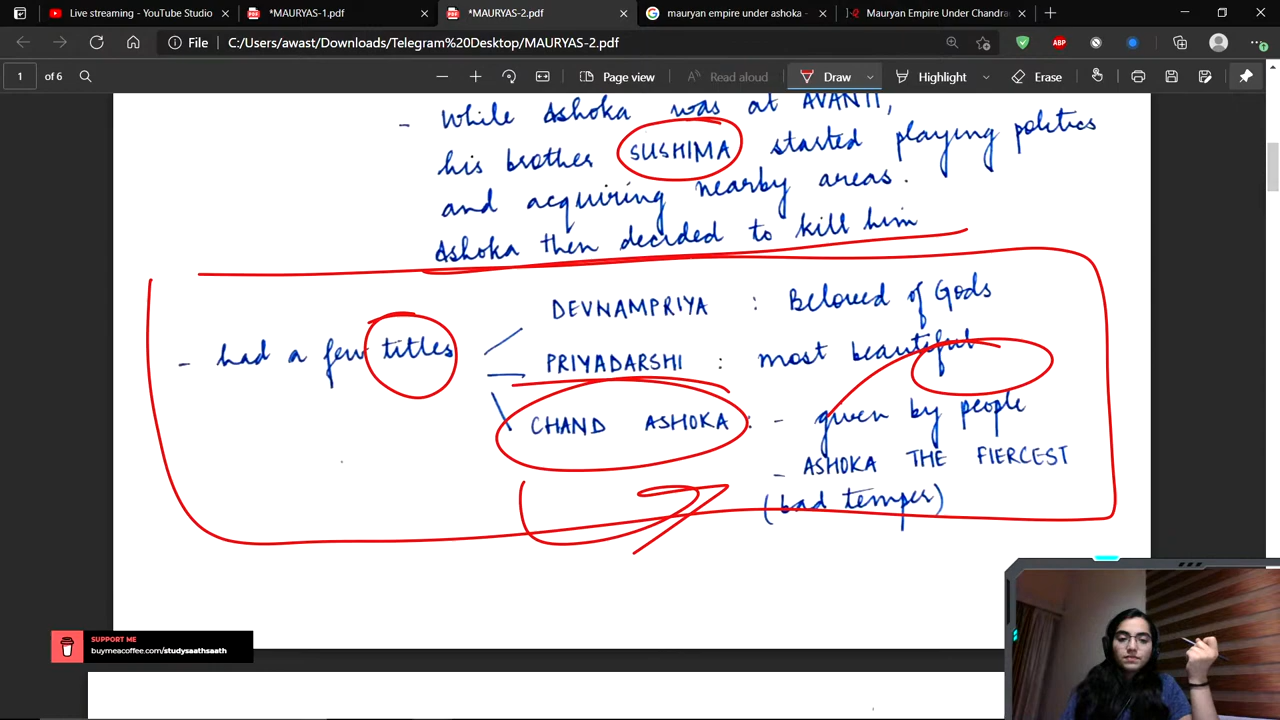 Live streaming - YouTube Studio
*MAURYAS-1.pdf
*MAURYAS-2.pdf
mauryan empire under ashoka -
Mauryan Empire Under Chandra
File
C:/Users/awast/Downloads/Telegram%20Desktop/MAURYAS-2.pdf
1 of 6
Page view
Read aloud
Draw
Highlight
Erase
- While Ashoka was at AVANTI,
his brother SUSHIMA started playing politics
and acquiring nearby areas.
Ashoka then decided to kill him
DEVNAMPRIYA : Beloved of Gods
- had a few titles
PRIYADARSHI : most beautiful
CHAND ASHOKA : - given by people
- ASHOKA THE FIERCEST
(bad temper)
SUPPORT ME
buymeacoffee.com/studysaathsaath